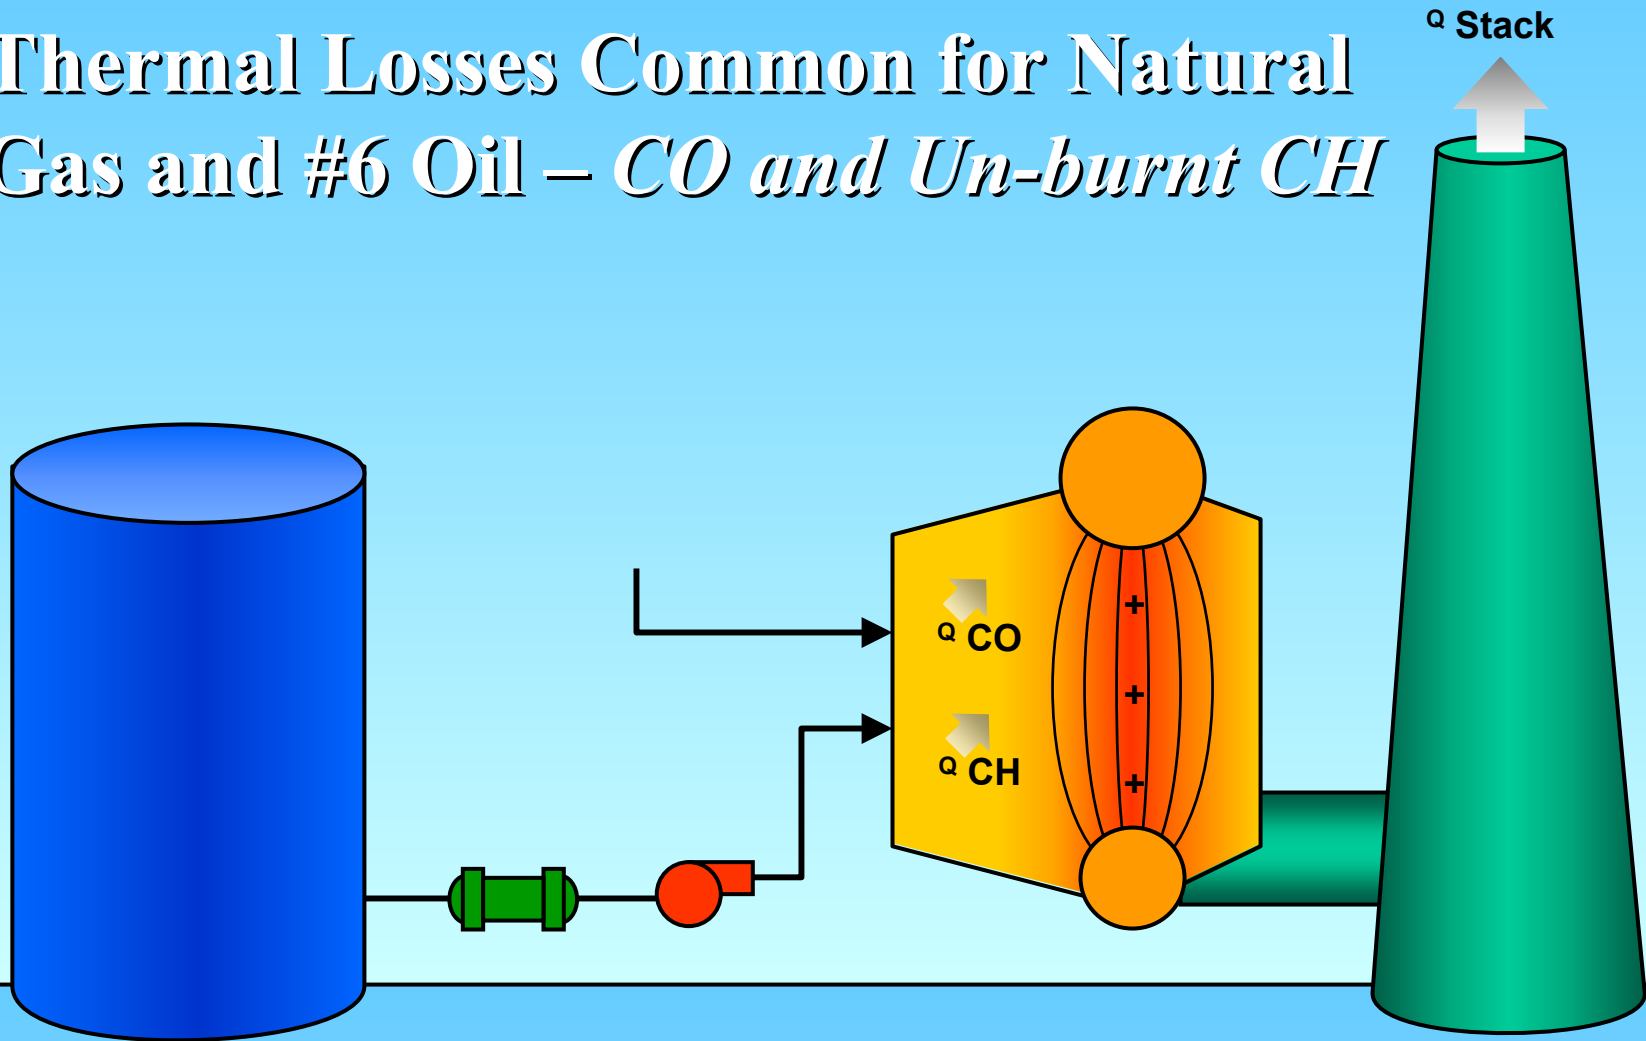 Thermal Losses Common for Natural
Gas and #6 Oil – CO and Un-burnt CH
Q Stack
Q CO
Q CH
+
+
+